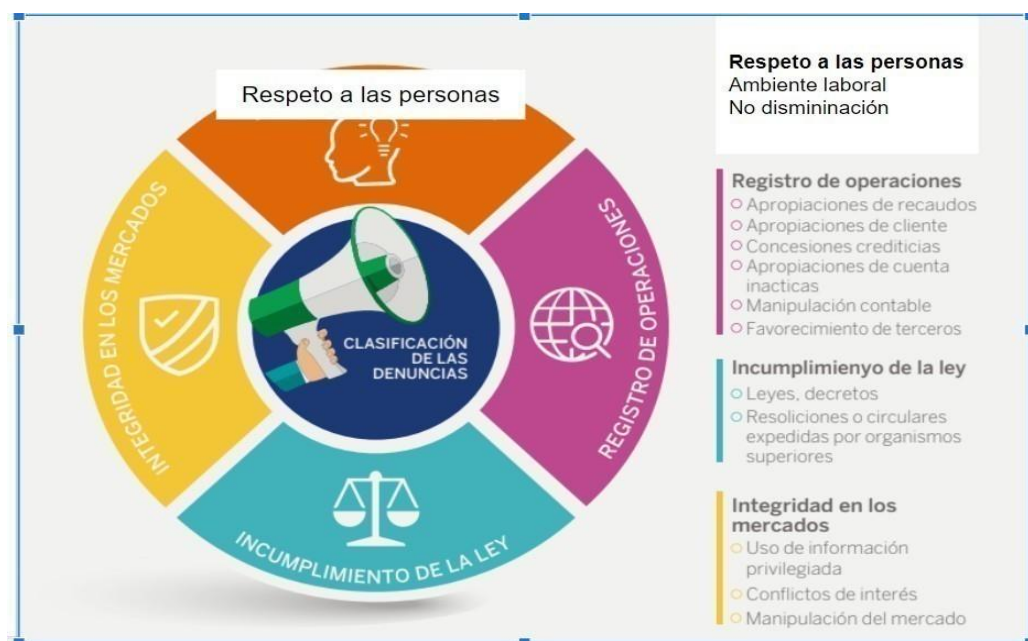 Respeto a las personas
INTEGRIDAD EN LOS MERCADOS
REGISTRO DE OPERACIONES
CLASIFICACIÓN
DE LAS
DENUNCIAS
INCUMPLIMIENTO DE LA LEY
Respeto a las personas
Ambiente laboral
No dismininación
Registro de operaciones
Apropiaciones de recaudos
Apropiaciones de cliente
Concesiones crediticias
Apropiaciones de cuenta
inacticas
Manipulación contable
Favorecimiento de terceros
Incumplimienyo de la ley
Leyes, decretos
Resoliciones o circulares
expedidas por organismos
superiores
Integridad en los
mercados
Uso de información
privilegiada
Conflictos de interés
Manipulación del mercado